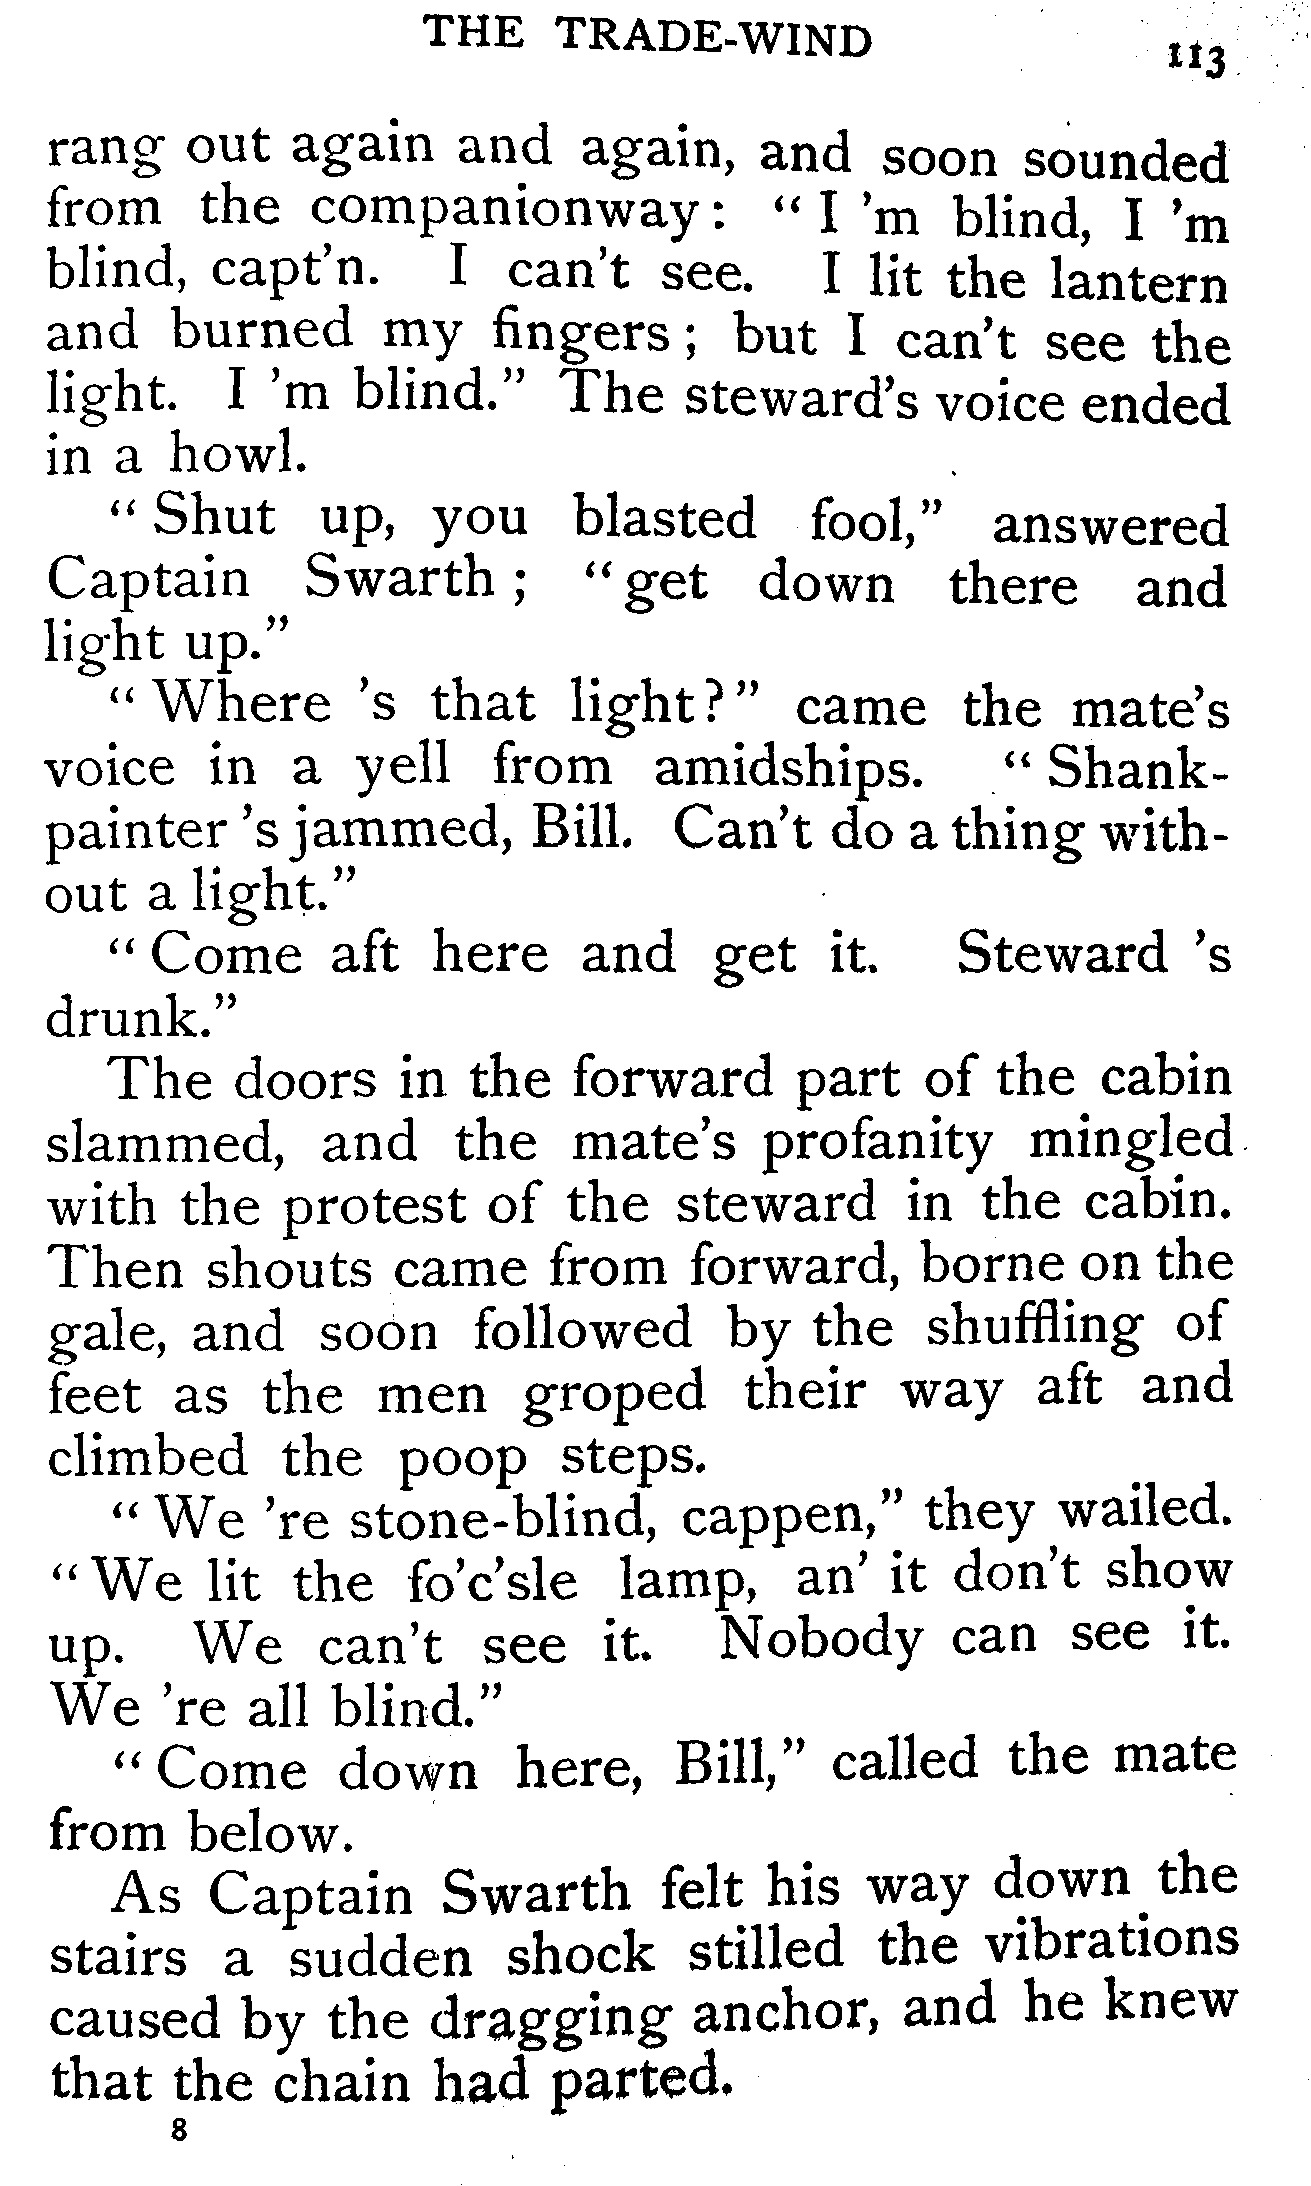 THE TRADE-WIND 113
rang out again and again, and soon sounded
from the companionway: "I 'm blind, I 'm
blind, capt'n. I can't see. I lit the lantern
and burned my fingers; but I can't see the
light. I 'm blind." The steward's voice ended
in a howl.
"Shut up, you blasted fool," answered
Captain Swarth; "get down there and
light up."
"Where 's that light?" came the mate's
voice in a yell from amidships. "Shank-
painter 's jammed, Bill. Can't do a thing with-
out a light."
"Come aft here and get it. Steward 's
drunk."
The doors in the forward part of the cabin
slammed, and the mate's profanity mingled
with the protest of the steward in the cabin.
Then shouts came from forward, borne on the
gale, and soon followed by the shuffling of
feet as the men groped their way aft and
climbed the poop steps.
"We 're stone-blind, cappen," they wailed.
"We lit the fo'c'sle lamp, an' it don't show
up. We can't see it. Nobody can see it.
We 're all blind."
"Come down here, Bill," called the mate
from below.
As Captain Swarth felt his way down the
stairs a sudden shock stilled the vibrations
caused by the dragging anchor, and he knew
that the chain had parted.
8